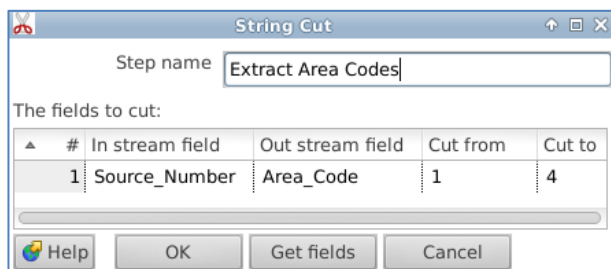 String Cut
Step name Extract Area Codes
The fields to cut:
# In stream field Out stream field Cut from Cut to
1 Source_Number Area_Code 1 4
Help OK Get fields Cancel